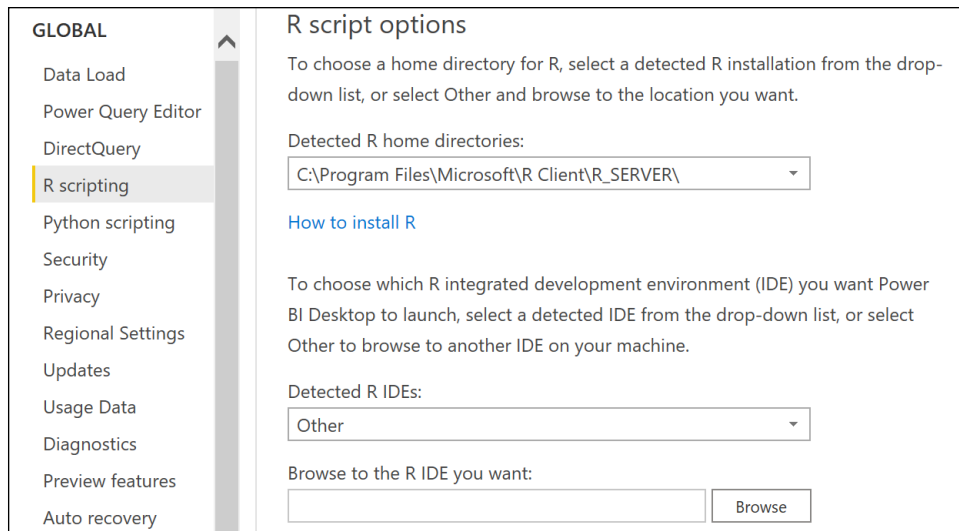 GLOBAL
Data Load
Power Query Editor
DirectQuery
R scripting
Python scripting
Security
Privacy
Regional Settings
Updates
Usage Data
Diagnostics
Preview features
Auto recovery
R script options
To choose a home directory for R, select a detected R installation from the drop-
down list, or select Other and browse to the location you want.
Detected R home directories:
C:\Program Files\Microsoft\R Client\R_SERVER\
How to install R
To choose which R integrated development environment (IDE) you want Power
BI Desktop to launch, select a detected IDE from the drop-down list, or select
Other to browse to another IDE on your machine.
Detected R IDEs:
Other
Browse to the R IDE you want:
Browse